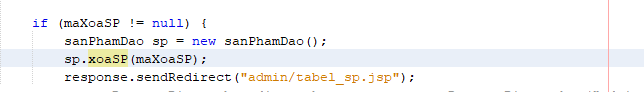 if (maXoaSP != null) {
sanPhamDao sp = new sanPhamDao();
sp.xoaSP(maXoaSP);
response.sendRedirect("admin/tabel_sp.jsp");